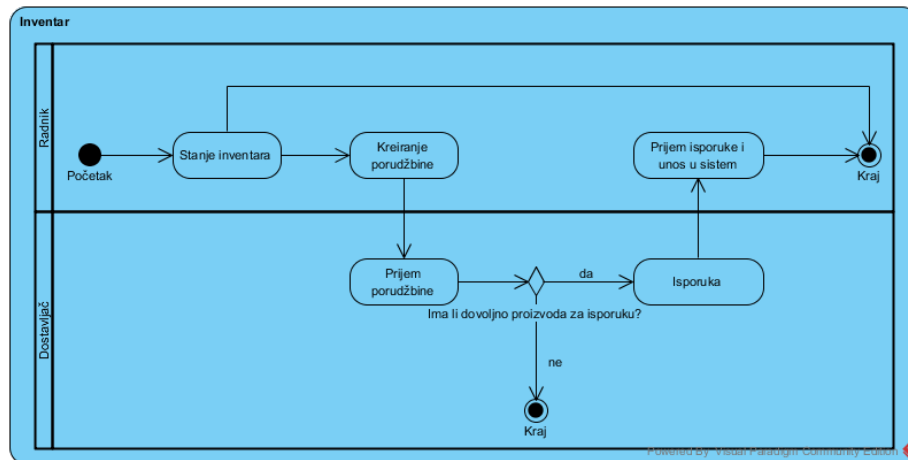 Inventar
Radnik
Početak
Stanje inventara
Kreiranje
porudžbine
Prijem isporuke i
unos u sistem
Kraj
Dostavljač
Prijem
porudžbine
da
Isporuka
Ima li dovoljno proizvoda za isporuku?
ne
Kraj
Powered By Visual Paradigm Community Edition